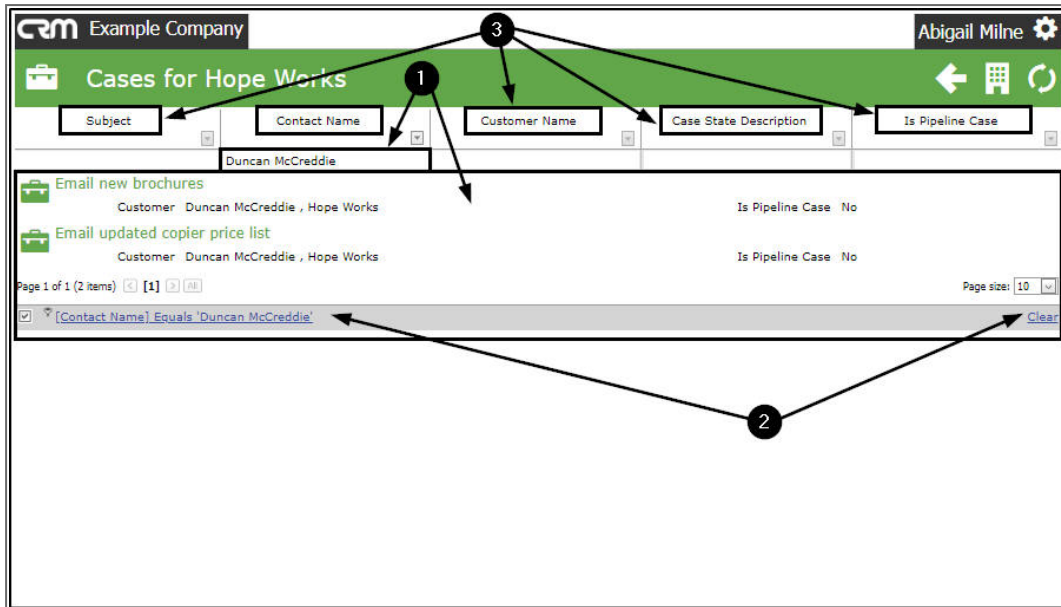 CRM Example Company
Abigail Milne
3
Cases for Hope Works
1
Subject
Contact Name
Customer Name
Case State Description
Is Pipeline Case
Duncan McCreddie
Email new brochures
Customer Duncan McCreddie , Hope Works Is Pipeline Case No
Email updated copier price list
Customer Duncan McCreddie , Hope Works Is Pipeline Case No
Page 1 of 1 (2 items) < [1] > All Page size: 10
[Contact Name] Equals 'Duncan McCreddie' Clear
2